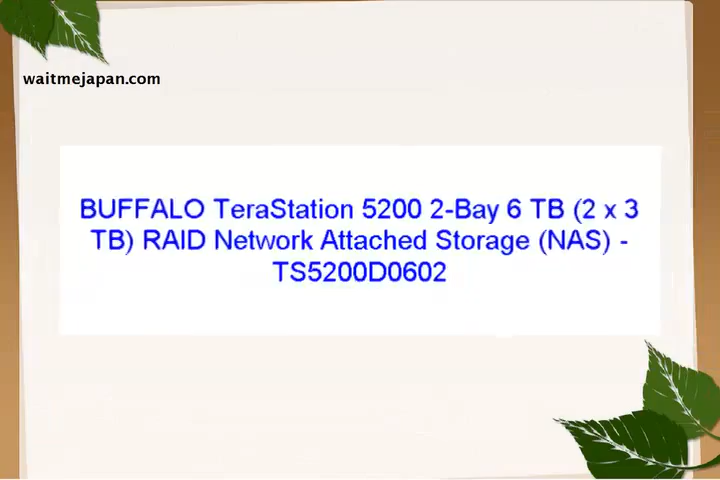 waitmejapan.com
BUFFALO TeraStation 5200 2-Bay 6 TB (2 x 3
TB) RAID Network Attached Storage (NAS) -
TS5200D0602